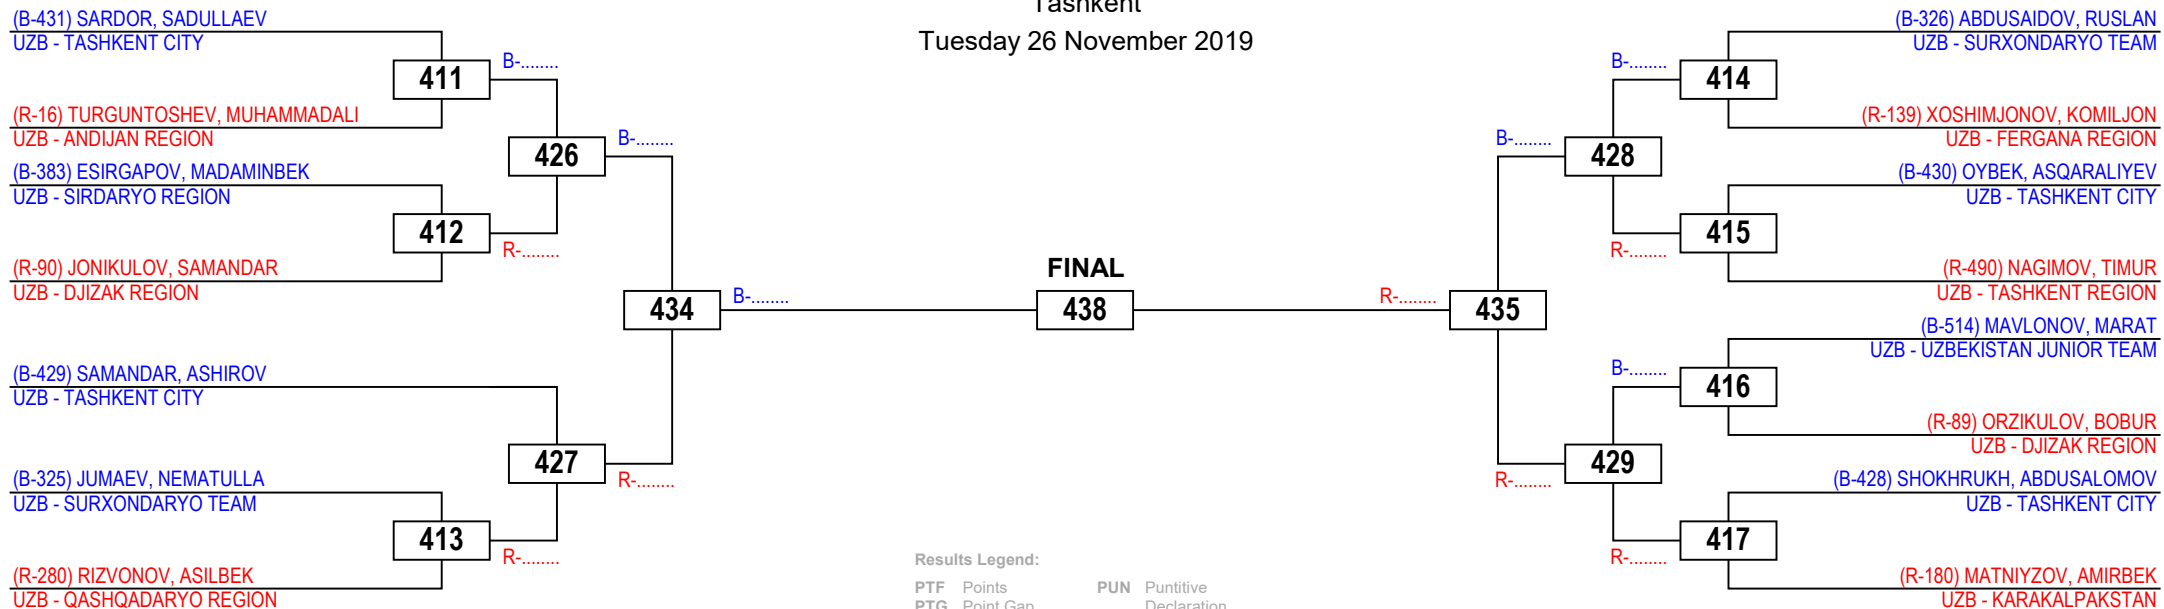 Tashkent
Tuesday 26 November 2019
(B-431) SARDOR, SADULLAEV
UZB - TASHKENT CITY
411
B-........
(R-16) TURGUNTOSHEV, MUHAMMADALI
UZB - ANDIJAN REGION
426
B-........
(B-383) ESIRGAPOV, MADAMINBEK
UZB - SIRDARYO REGION
412
R-........
(R-90) JONIKULOV, SAMANDAR
UZB - DJIZAK REGION
434
B-........
(B-429) SAMANDAR, ASHIROV
UZB - TASHKENT CITY
427
R-........
(B-325) JUMAEV, NEMATULLA
UZB - SURXONDARYO TEAM
413
R-........
(R-280) RIZVONOV, ASILBEK
UZB - QASHQADARYO REGION
FINAL
438
(B-326) ABDUSAIDOV, RUSLAN
UZB - SURXONDARYO TEAM
B-........
414
(R-139) XOSHIMJONOV, KOMILJON
UZB - FERGANA REGION
B-........
428
(B-430) OYBEK, ASQARALIYEV
UZB - TASHKENT CITY
415
R-........
(R-490) NAGIMOV, TIMUR
UZB - TASHKENT REGION
R-........
435
(B-514) MAVLONOV, MARAT
UZB - UZBEKISTAN JUNIOR TEAM
B-........
416
(R-89) ORZIKULOV, BOBUR
UZB - DJIZAK REGION
429
R-........
(B-428) SHOKHRUKH, ABDUSALOMOV
UZB - TASHKENT CITY
417
R-........
(R-180) MATNIYZOV, AMIRBEK
UZB - KARAKALPAKSTAN
Results Legend:
PTF Points PUN Puntitive
PTG Point Gap Declaration